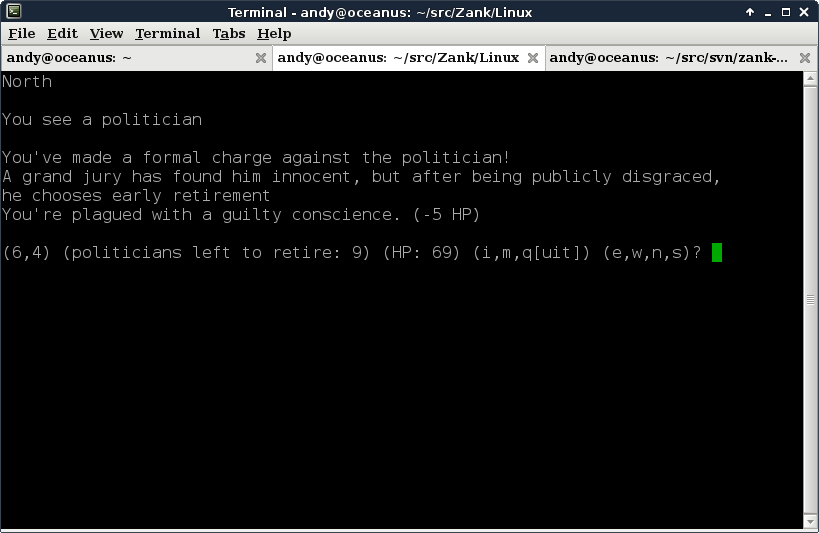 Terminal - andy@oceanus: ~/src/Zank/Linux
File Edit View Terminal Tabs Help
andy@oceanus: ~ andy@oceanus: ~/src/Zank/Linux andy@oceanus: ~/src/svn/zank-...
North
You see a politician
You've made a formal charge against the politician!
A grand jury has found him innocent, but after being publicly disgraced,
he chooses early retirement
You're plagued with a guilty conscience. (-5 HP)
(6,4) (politicians left to retire: 9) (HP: 69) (i,m,q[uit]) (e,w,n,s)?